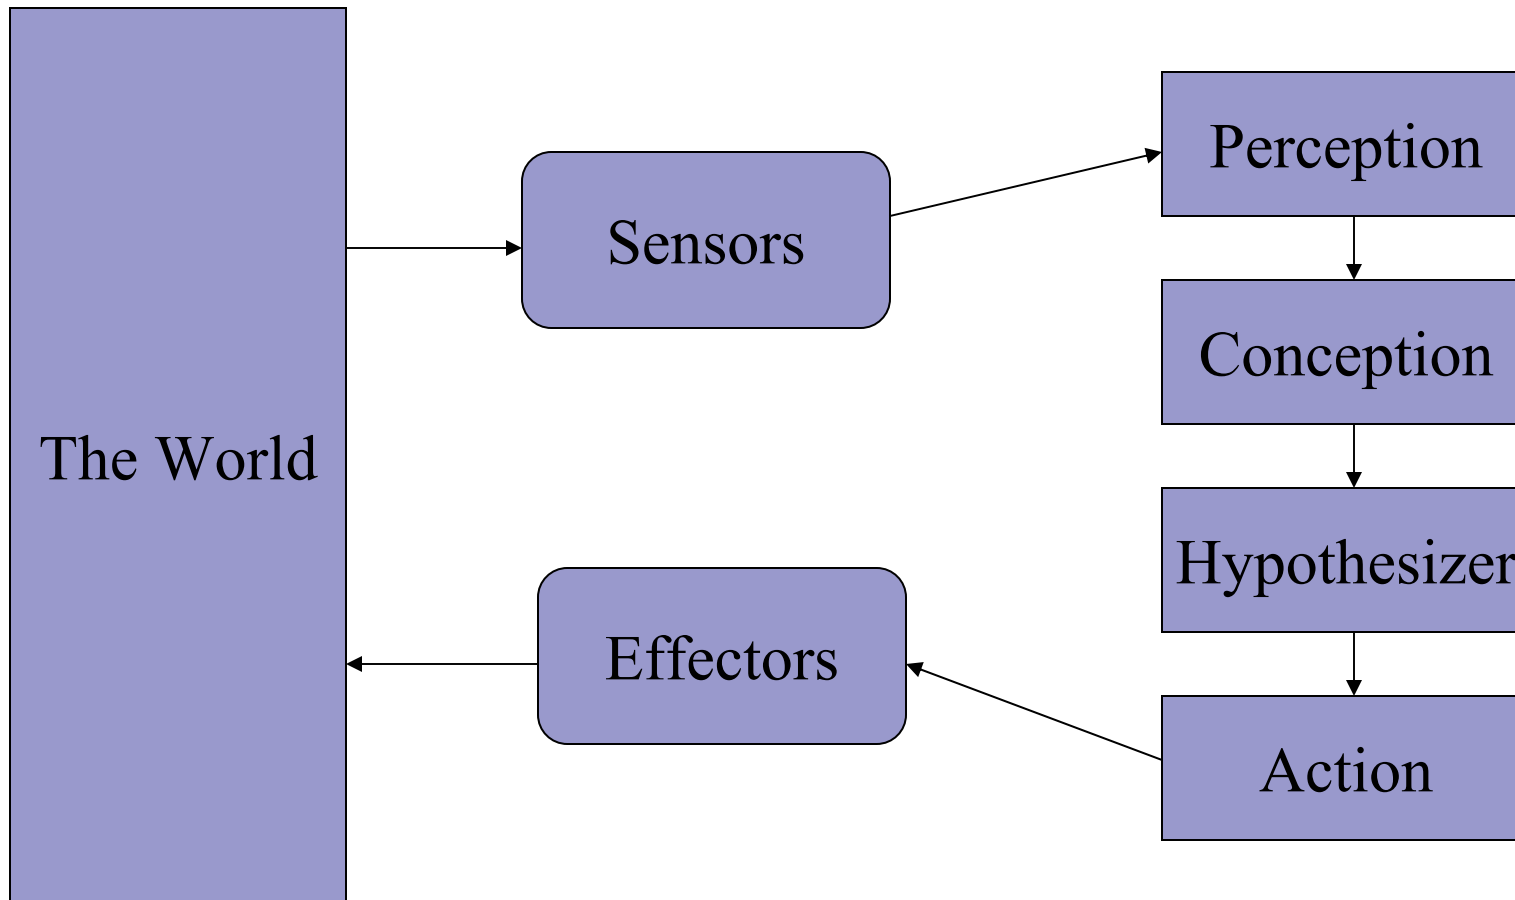 The World
Sensors
Effectors
Perception
Conception
Hypothesizer
Action